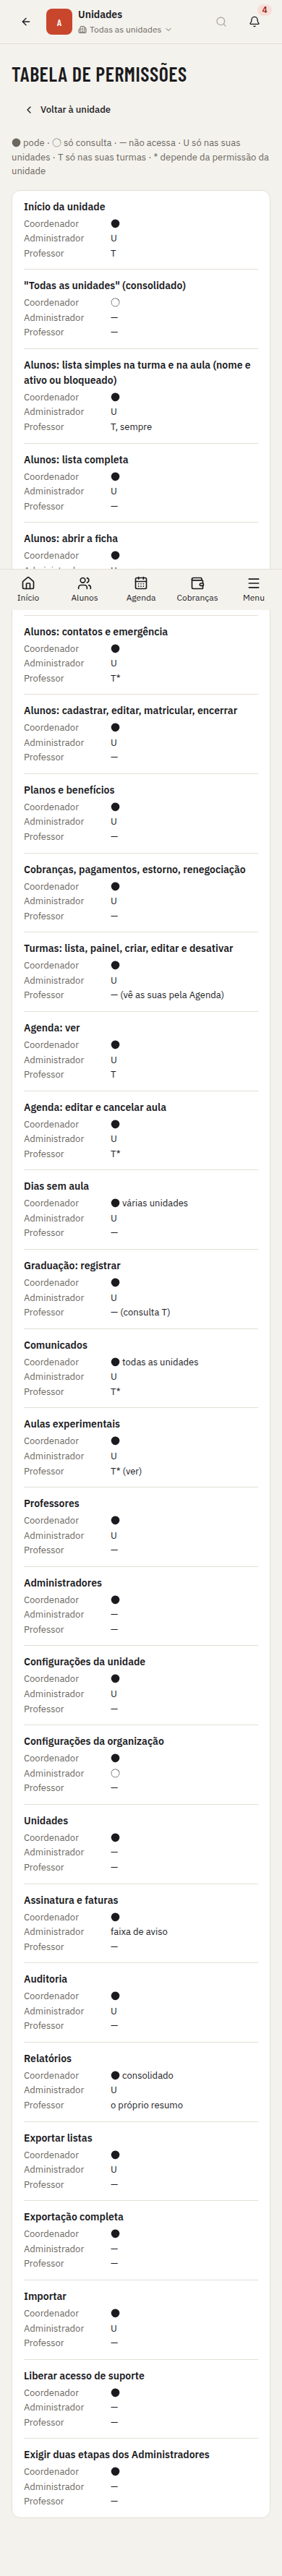 Unidades
4
A
Todas as unidades
TABELA DE PERMISSÕES
Voltar à unidade
● pode · ◯ só consulta · — não acessa · U só nas suas
unidades · T só nas suas turmas · * depende da permissão da
unidade
Início da unidade
Coordenador ●
Administrador U
Professor T
"Todas as unidades" (consolidado)
Coordenador ◯
Administrador —
Professor —
Alunos: lista simples na turma e na aula (nome e
ativo ou bloqueado)
Coordenador ●
Administrador U
Professor T, sempre
Alunos: lista completa
Coordenador ●
Administrador U
Professor —
Alunos: abrir a ficha
Coordenador ●
Início
Alunos
Agenda
Cobranças
Menu
Alunos: contatos e emergência
Coordenador ●
Administrador U
Professor T*
Alunos: cadastrar, editar, matricular, encerrar
Coordenador ●
Administrador U
Professor —
Planos e benefícios
Coordenador ●
Administrador U
Professor —
Cobranças, pagamentos, estorno, renegociação
Coordenador ●
Administrador U
Professor —
Turmas: lista, painel, criar, editar e desativar
Coordenador ●
Administrador U
Professor — (vê as suas pela Agenda)
Agenda: ver
Coordenador ●
Administrador U
Professor T
Agenda: editar e cancelar aula
Coordenador ●
Administrador U
Professor T*
Dias sem aula
Coordenador ● várias unidades
Administrador U
Professor —
Graduação: registrar
Coordenador ●
Administrador U
Professor — (consulta T)
Comunicados
Coordenador ● todas as unidades
Administrador U
Professor T*
Aulas experimentais
Coordenador ●
Administrador U
Professor T* (ver)
Professores
Coordenador ●
Administrador U
Professor —
Administradores
Coordenador ●
Administrador —
Professor —
Configurações da unidade
Coordenador ●
Administrador U
Professor —
Configurações da organização
Coordenador ●
Administrador ◯
Professor —
Unidades
Coordenador ●
Administrador —
Professor —
Assinatura e faturas
Coordenador ●
Administrador faixa de aviso
Professor —
Auditoria
Coordenador ●
Administrador U
Professor —
Relatórios
Coordenador ● consolidado
Administrador U
Professor o próprio resumo
Exportar listas
Coordenador ●
Administrador U
Professor —
Exportação completa
Coordenador ●
Administrador —
Professor —
Importar
Coordenador ●
Administrador U
Professor —
Liberar acesso de suporte
Coordenador ●
Administrador —
Professor —
Exigir duas etapas dos Administradores
Coordenador ●
Administrador —
Professor —